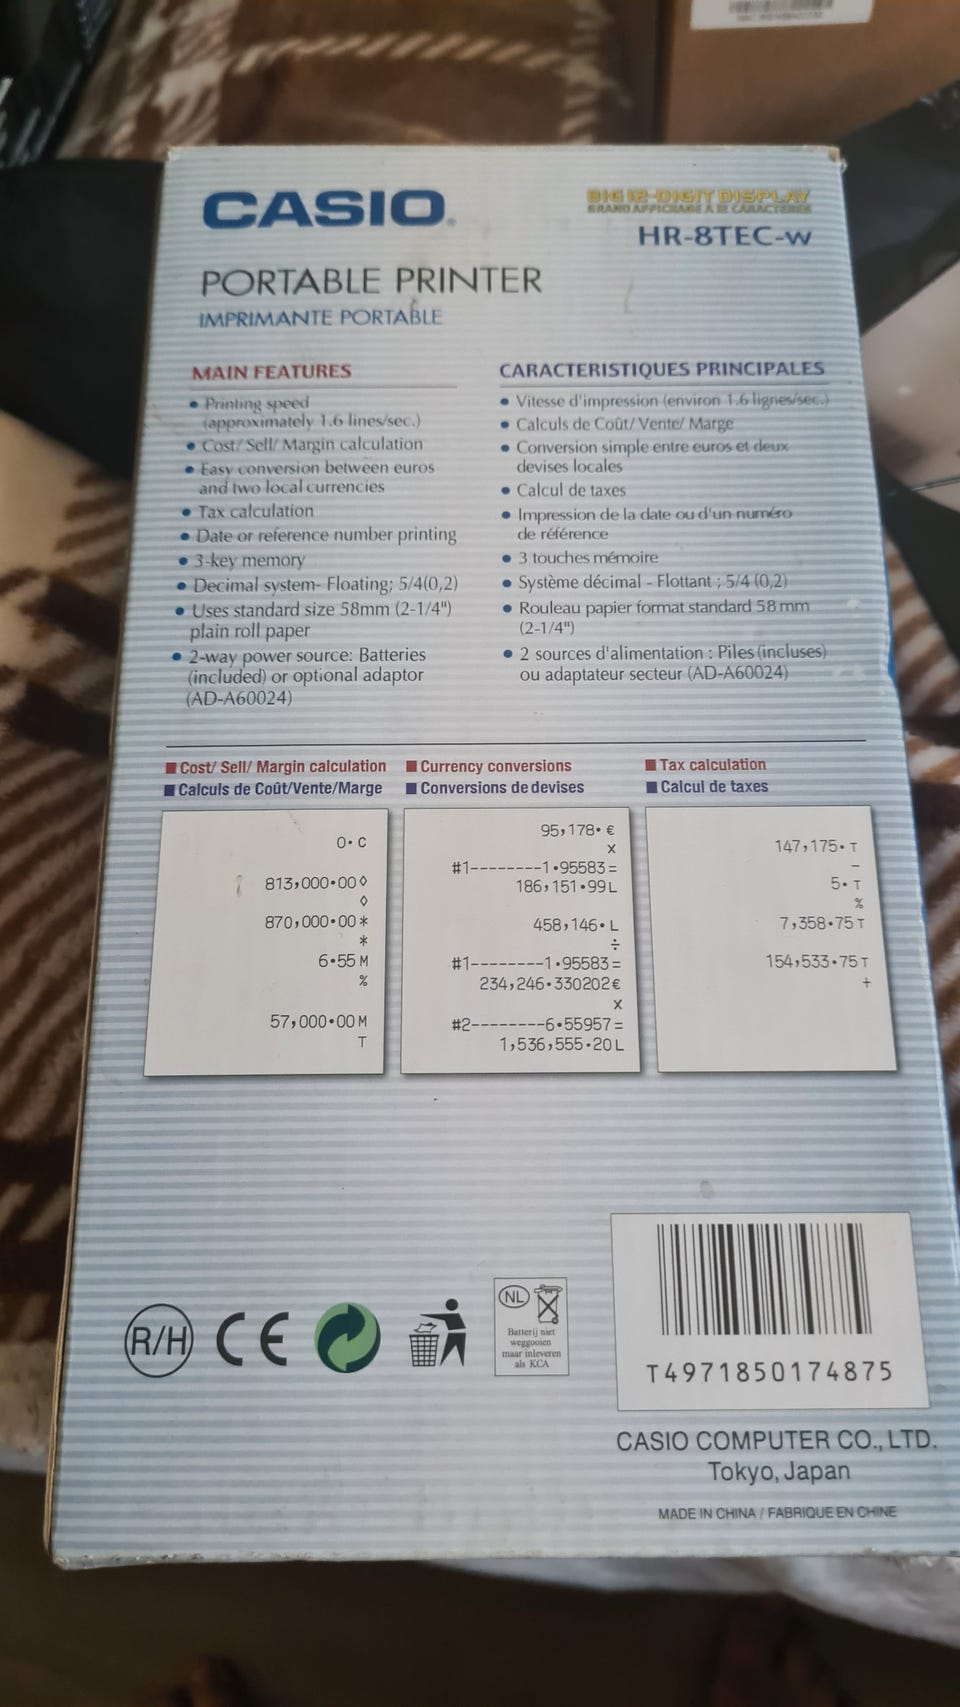 CASIO
BIG 12-DIGIT DISPLAY
GRAND AFFICHAGE A 12 CARACTERES
HR-8TEC-W
PORTABLE PRINTER
IMPRIMANTE PORTABLE
MAIN FEATURES
• Printing speed
(approximately 1.6 lines/sec.)
• Cost/ Sell/ Margin calculation
• Easy conversion between euros
and two local currencies
• Tax calculation
• Date or reference number printing
• 3-key memory
• Decimal system- Floating; 5/4(0,2)
• Uses standard size 58mm (2-1/4")
plain roll paper
• 2-way power source: Batteries
(included) or optional adaptor
(AD-A60024)
CARACTERISTIQUES PRINCIPALES
• Vitesse d'impression (environ 1.6 lignes/sec.)
• Calculs de Coût/ Vente/ Marge
• Conversion simple entre euros et deux
devises locales
• Calcul de taxes
• Impression de la date ou d'un numéro
de référence
• 3 touches mémoire
• Système décimal - Flottant ; 5/4 (0,2)
• Rouleau papier format standard 58 mm
(2-1/4")
• 2 sources d'alimentation : Piles (incluses)
ou adaptateur secteur (AD-A60024)
■ Cost/ Sell/ Margin calculation
■ Calculs de Coût/Vente/Marge
0• C
813,000•00 ◊
◊
870,000•00 *
*
6•55 M
%
57,000•00 M
T
■ Currency conversions
■ Conversions de devises
95,178• €
x
#1--------1•95583 =
186,151•99 L
458,146• L
÷
#1--------1•95583 =
234,246•330202 €
x
#2--------6•55957 =
1,536,555•20 L
■ Tax calculation
■ Calcul de taxes
147,175• T
−
5• T
%
7,358•75 T
154,533•75 T
+
R/H
CE
NL
Batterij niet
weggooien
maar inleveren
als KCA
T4971850174875
CASIO COMPUTER CO., LTD.
Tokyo, Japan
MADE IN CHINA / FABRIQUE EN CHINE